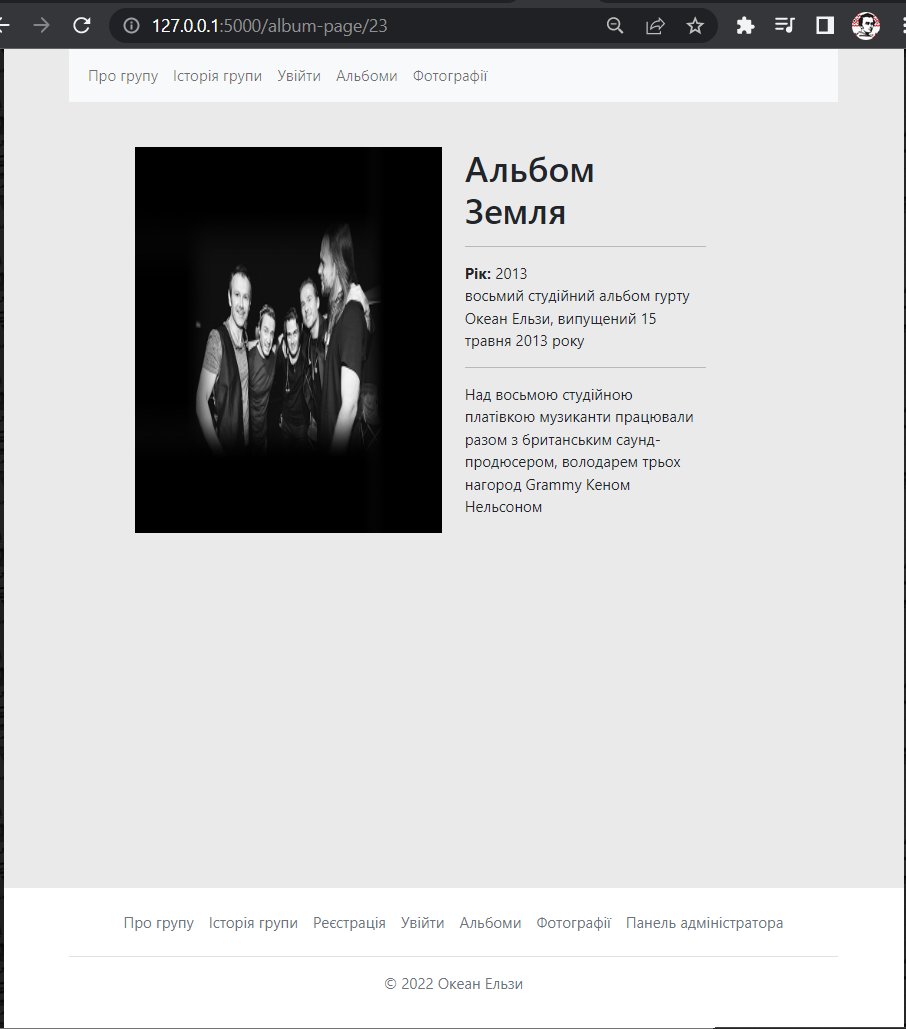 127.0.0.1:5000/album-page/23
Про групу Історія групи Увійти Альбоми Фотографії
Альбом
Земля
Рік: 2013
восьмий студійний альбом гурту
Океан Ельзи, випущений 15
травня 2013 року
Над восьмою студійною
платівкою музиканти працювали
разом з британським саунд-
продюсером, володарем трьох
нагород Grammy Кеном
Нельсоном
Про групу Історія групи Реєстрація Увійти Альбоми Фотографії Панель адміністратора
© 2022 Океан Ельзи